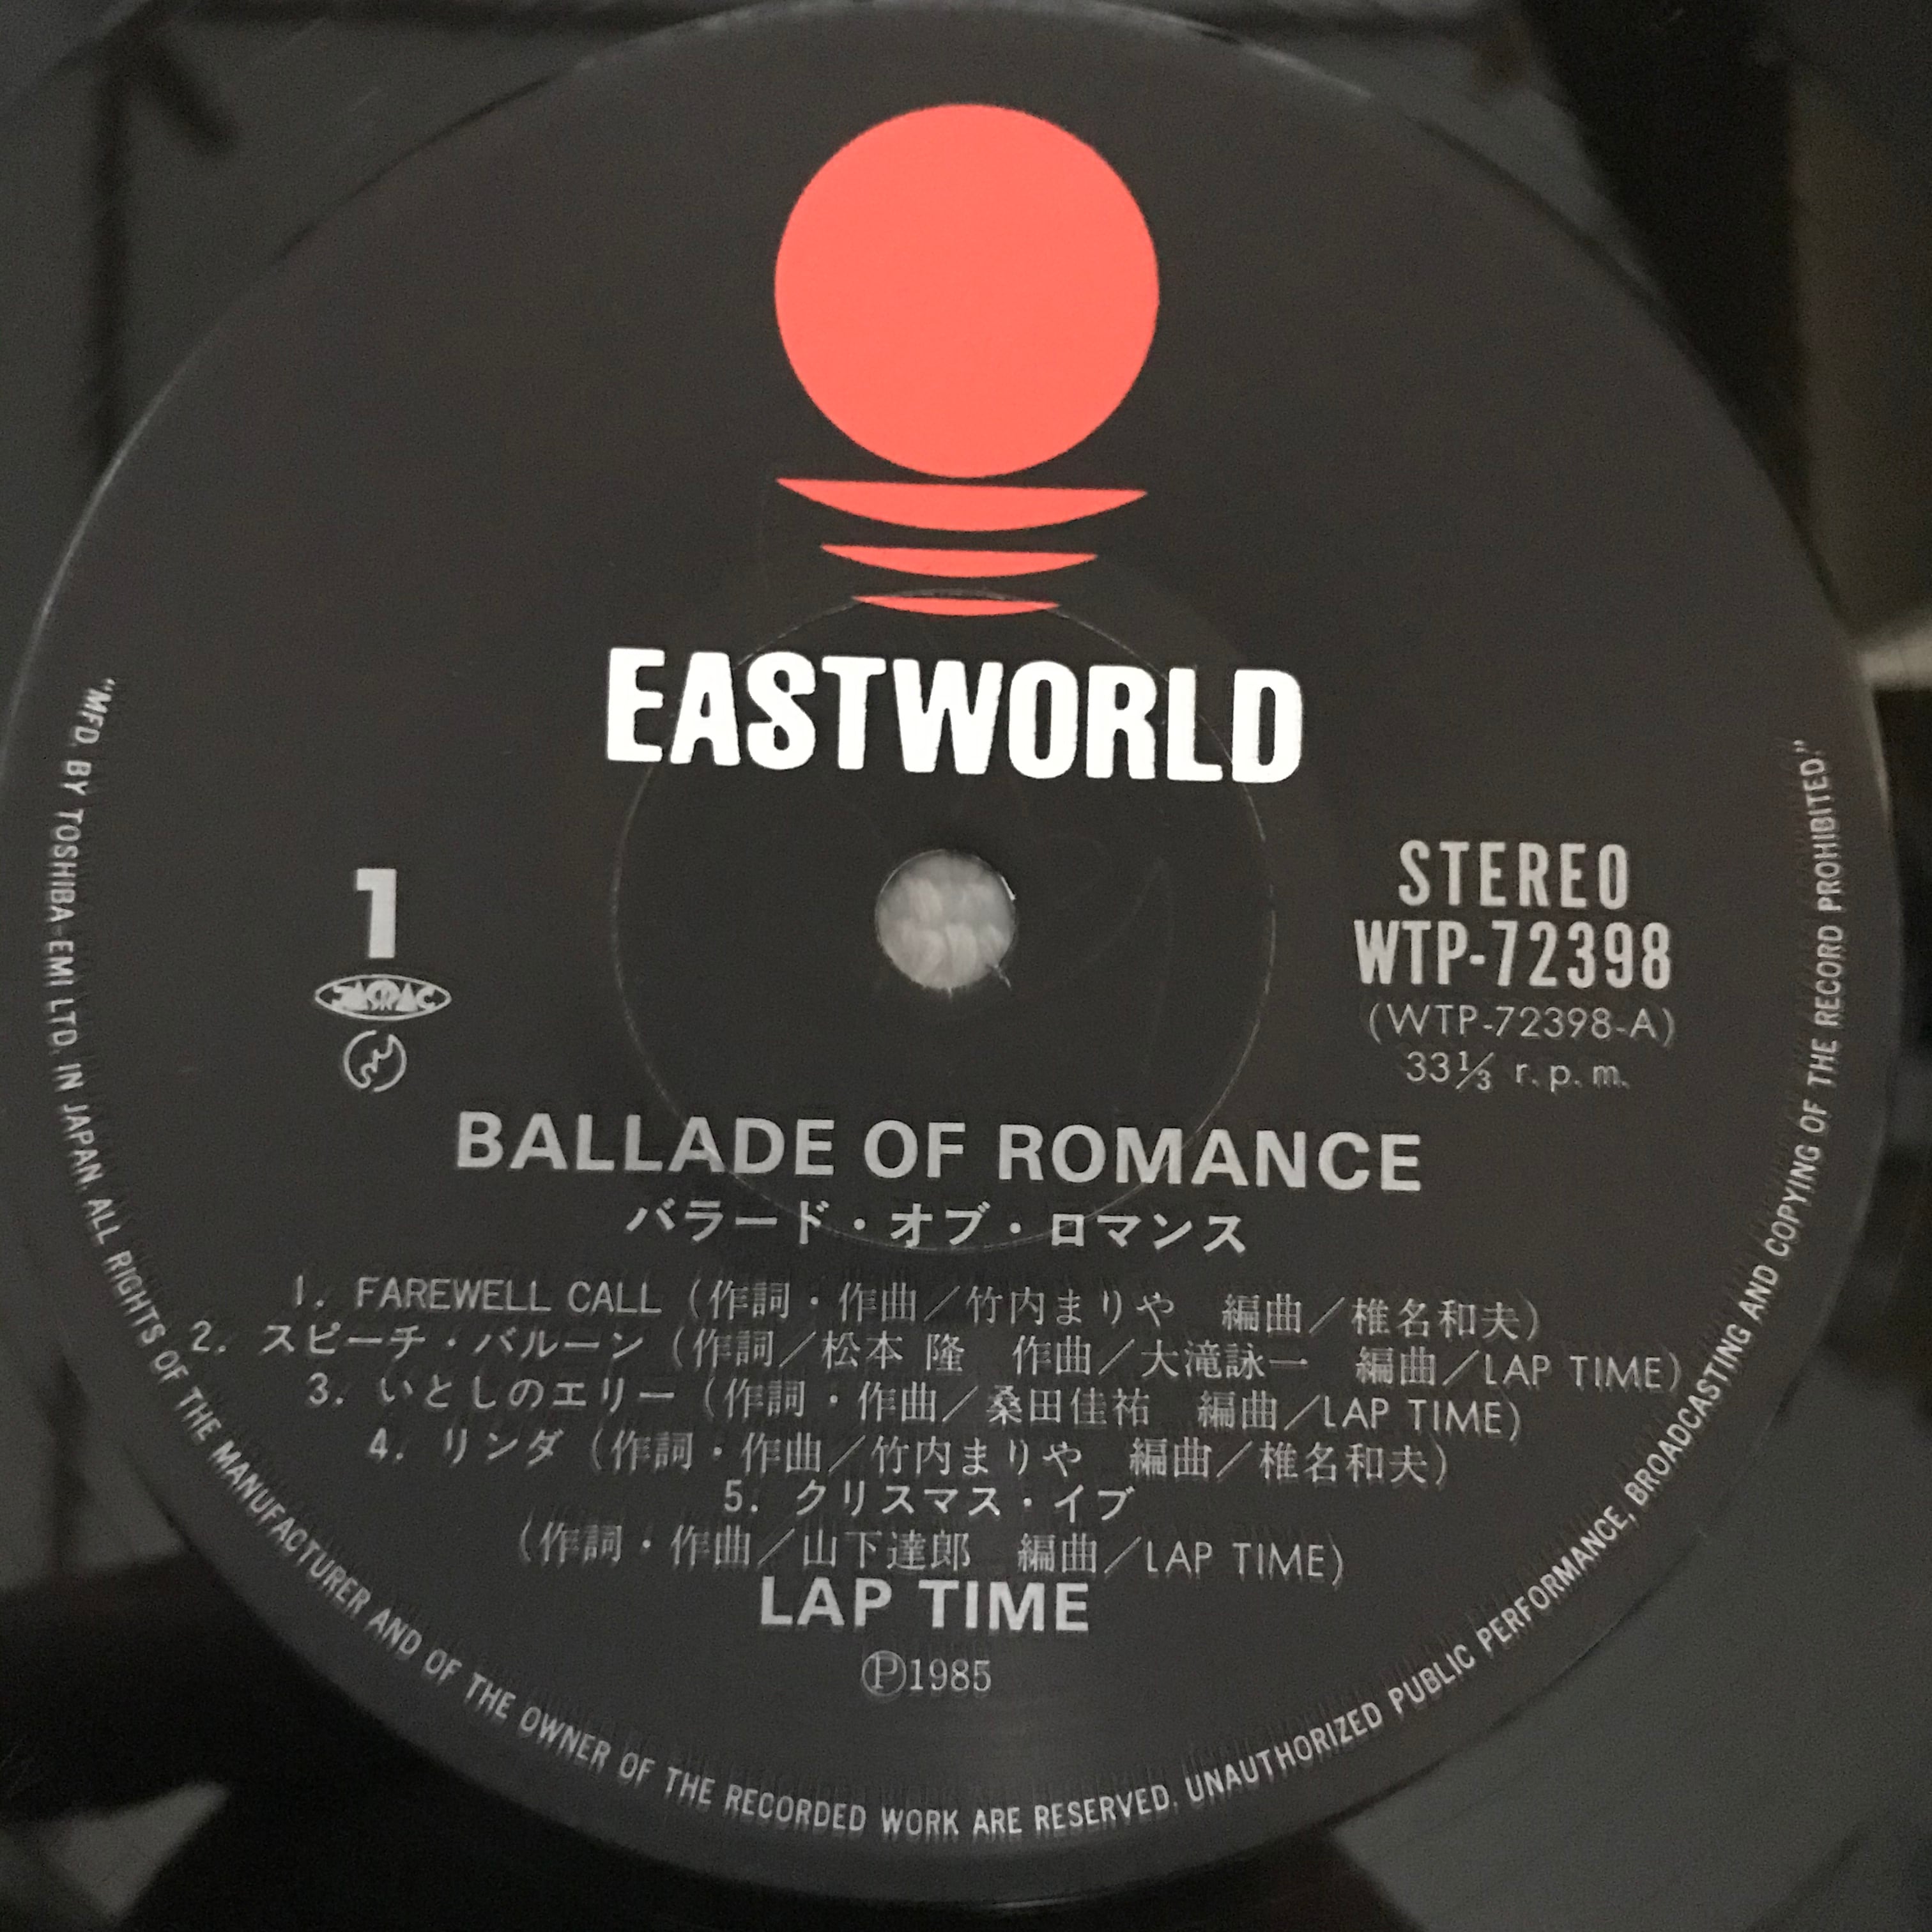 EASTWORLD
1
JASRAC
STEREO
WTP-72398
(WTP-72398-A)
33⅓ r.p.m.
BALLADE OF ROMANCE
バラード・オブ・ロマンス
1. FAREWELL CALL (作詞・作曲/竹内まりや 編曲/椎名和夫)
2. スピーチ・バルーン (作詞/松本 隆 作曲/大滝詠一 編曲/LAP TIME)
3. いとしのエリー (作詞・作曲/桑田佳祐 編曲/LAP TIME)
4. リンダ (作詞・作曲/竹内まりや 編曲/椎名和夫)
5. クリスマス・イブ
(作詞・作曲/山下達郎 編曲/LAP TIME)
LAP TIME
Ⓟ1985
"MFD. BY TOSHIBA-EMI LTD. IN JAPAN. ALL RIGHTS OF THE MANUFACTURER AND OF THE OWNER OF THE RECORDED WORK ARE RESERVED. UNAUTHORIZED PUBLIC PERFORMANCE, BROADCASTING AND COPYING OF THE RECORD PROHIBITED"